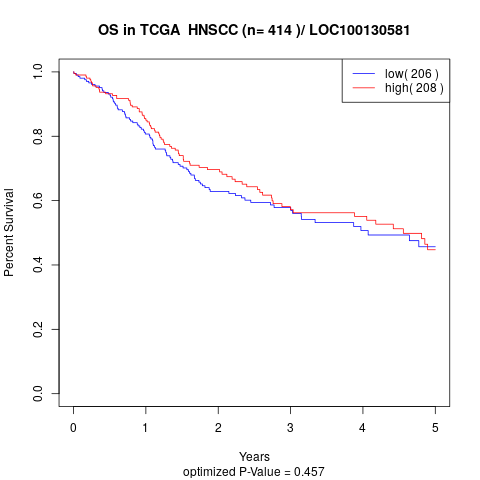 OS in TCGA  HNSCC (n= 414 )/ LOC100130581
low( 206 )
high( 208 )
Percent Survival
1.0
0.8
0.6
0.4
0.2
0.0
0 1 2 3 4 5
Years
optimized P-Value = 0.457